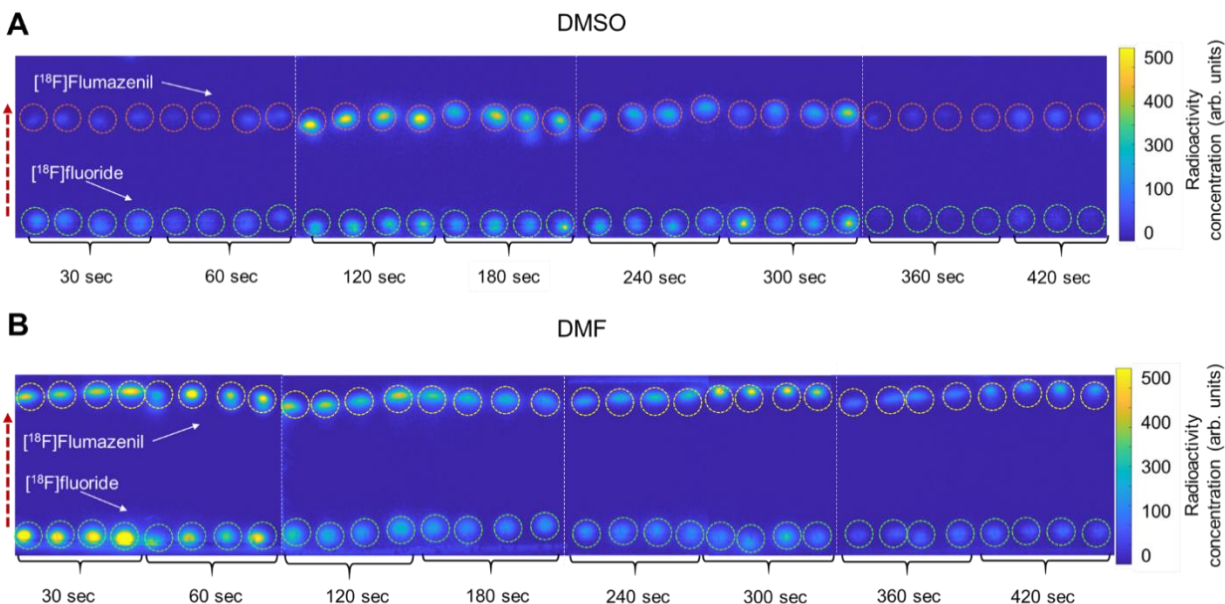 A
DMSO
[¹⁸F]Flumazenil
[¹⁸F]fluoride
500
400
300
100
0
Radioactivity
concentration (arb. units)
30 sec
60 sec
120 sec
180 sec
240 sec
300 sec
360 sec
420 sec
B
DMF
[¹⁸F]Flumazenil
[¹⁸F]fluoride
500
400
300
100
0
Radioactivity
concentration (arb. units)
30 sec
60 sec
120 sec
180 sec
240 sec
300 sec
360 sec
420 sec